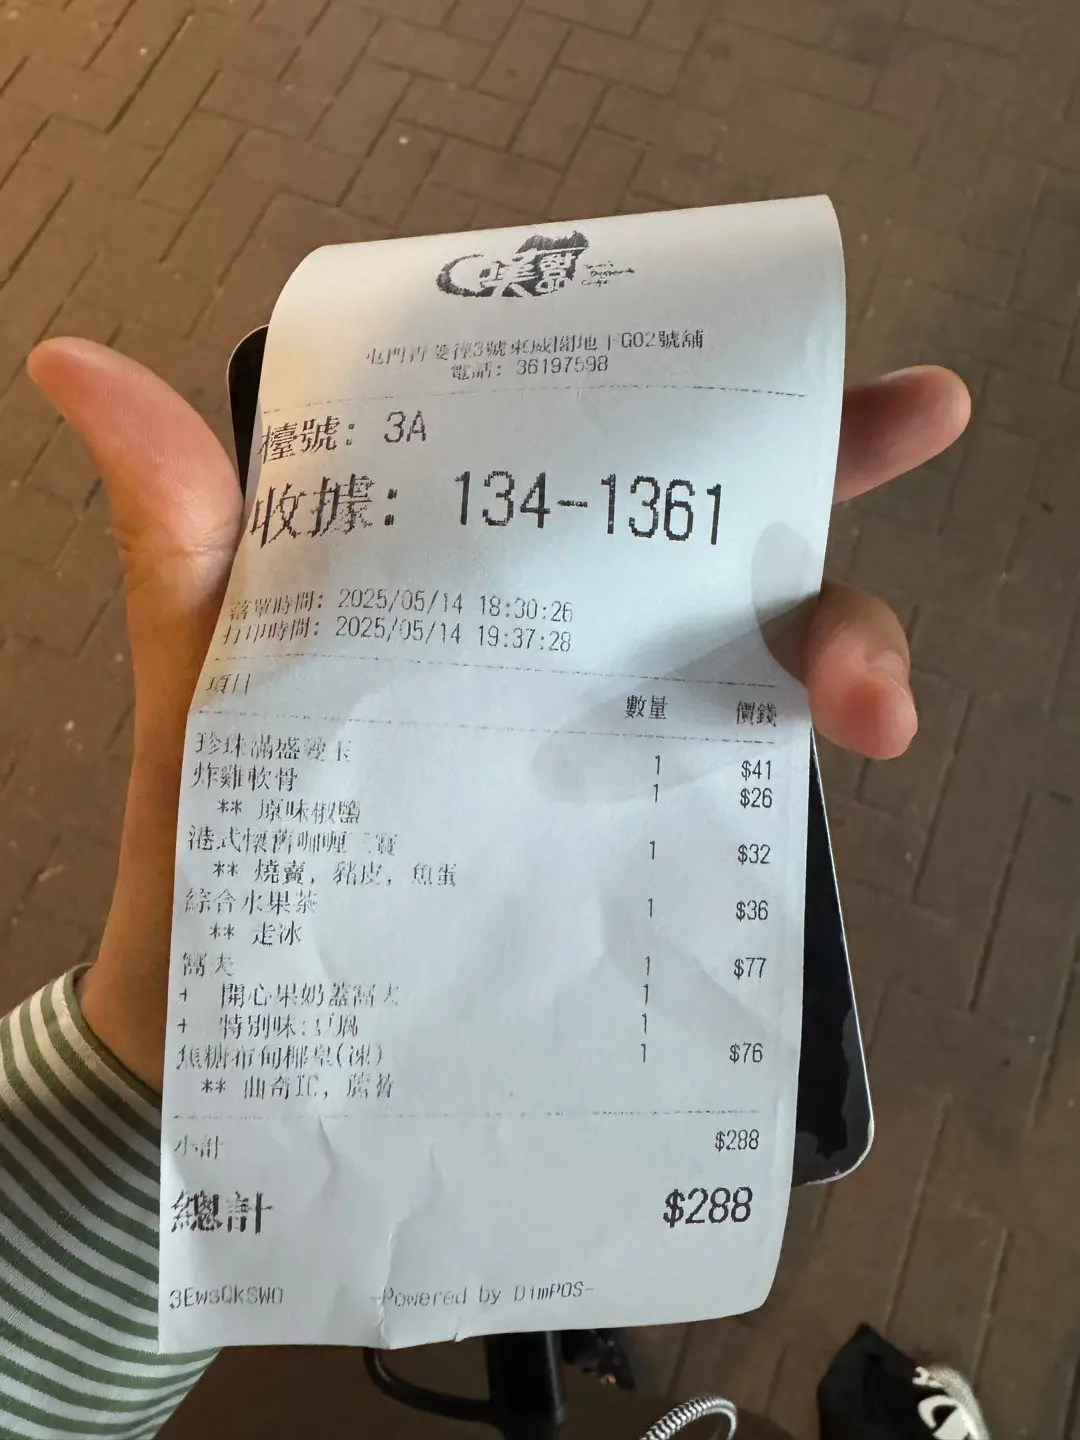 屯門青菱徑3號東威閣地下G02號舖
電話: 36197598
檯號: 3A
收據: 134-1361
落單時間: 2025/05/14 18:30:26
打印時間: 2025/05/14 19:37:28
項目 數量 價錢
珍珠滿盛愛玉 1 $41
炸雞軟骨 1 $26
** 原味椒鹽
港式懷舊咖喱三寶 1 $32
** 燒賣, 豬皮, 魚蛋
綜合水果茶 1 $36
** 走冰
窩夫 1 $77
+ 開心果奶蓋窩夫 1
+ 特別味:豆腐 1
焦糖布甸椰皇(凍) 1 $76
** 曲奇IC,
小計 $288
總計 $288
3EwsQkSWO -Powered by DimPOS-